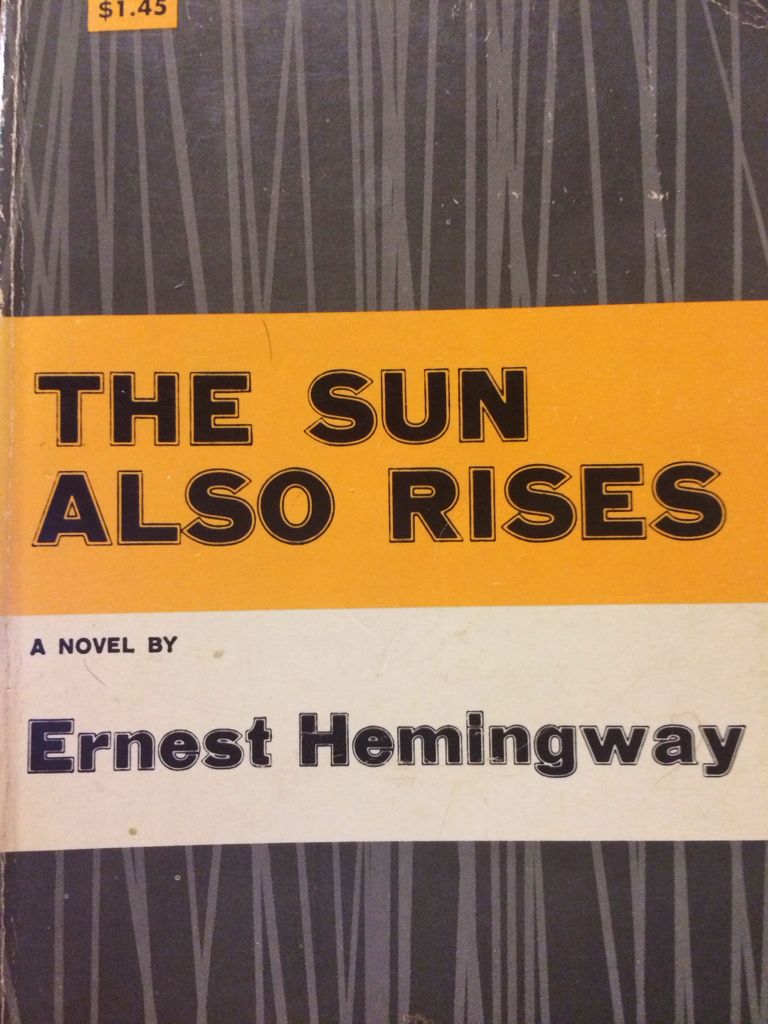 $1.45
THE SUN
ALSO RISES
A NOVEL BY
Ernest Hemingway